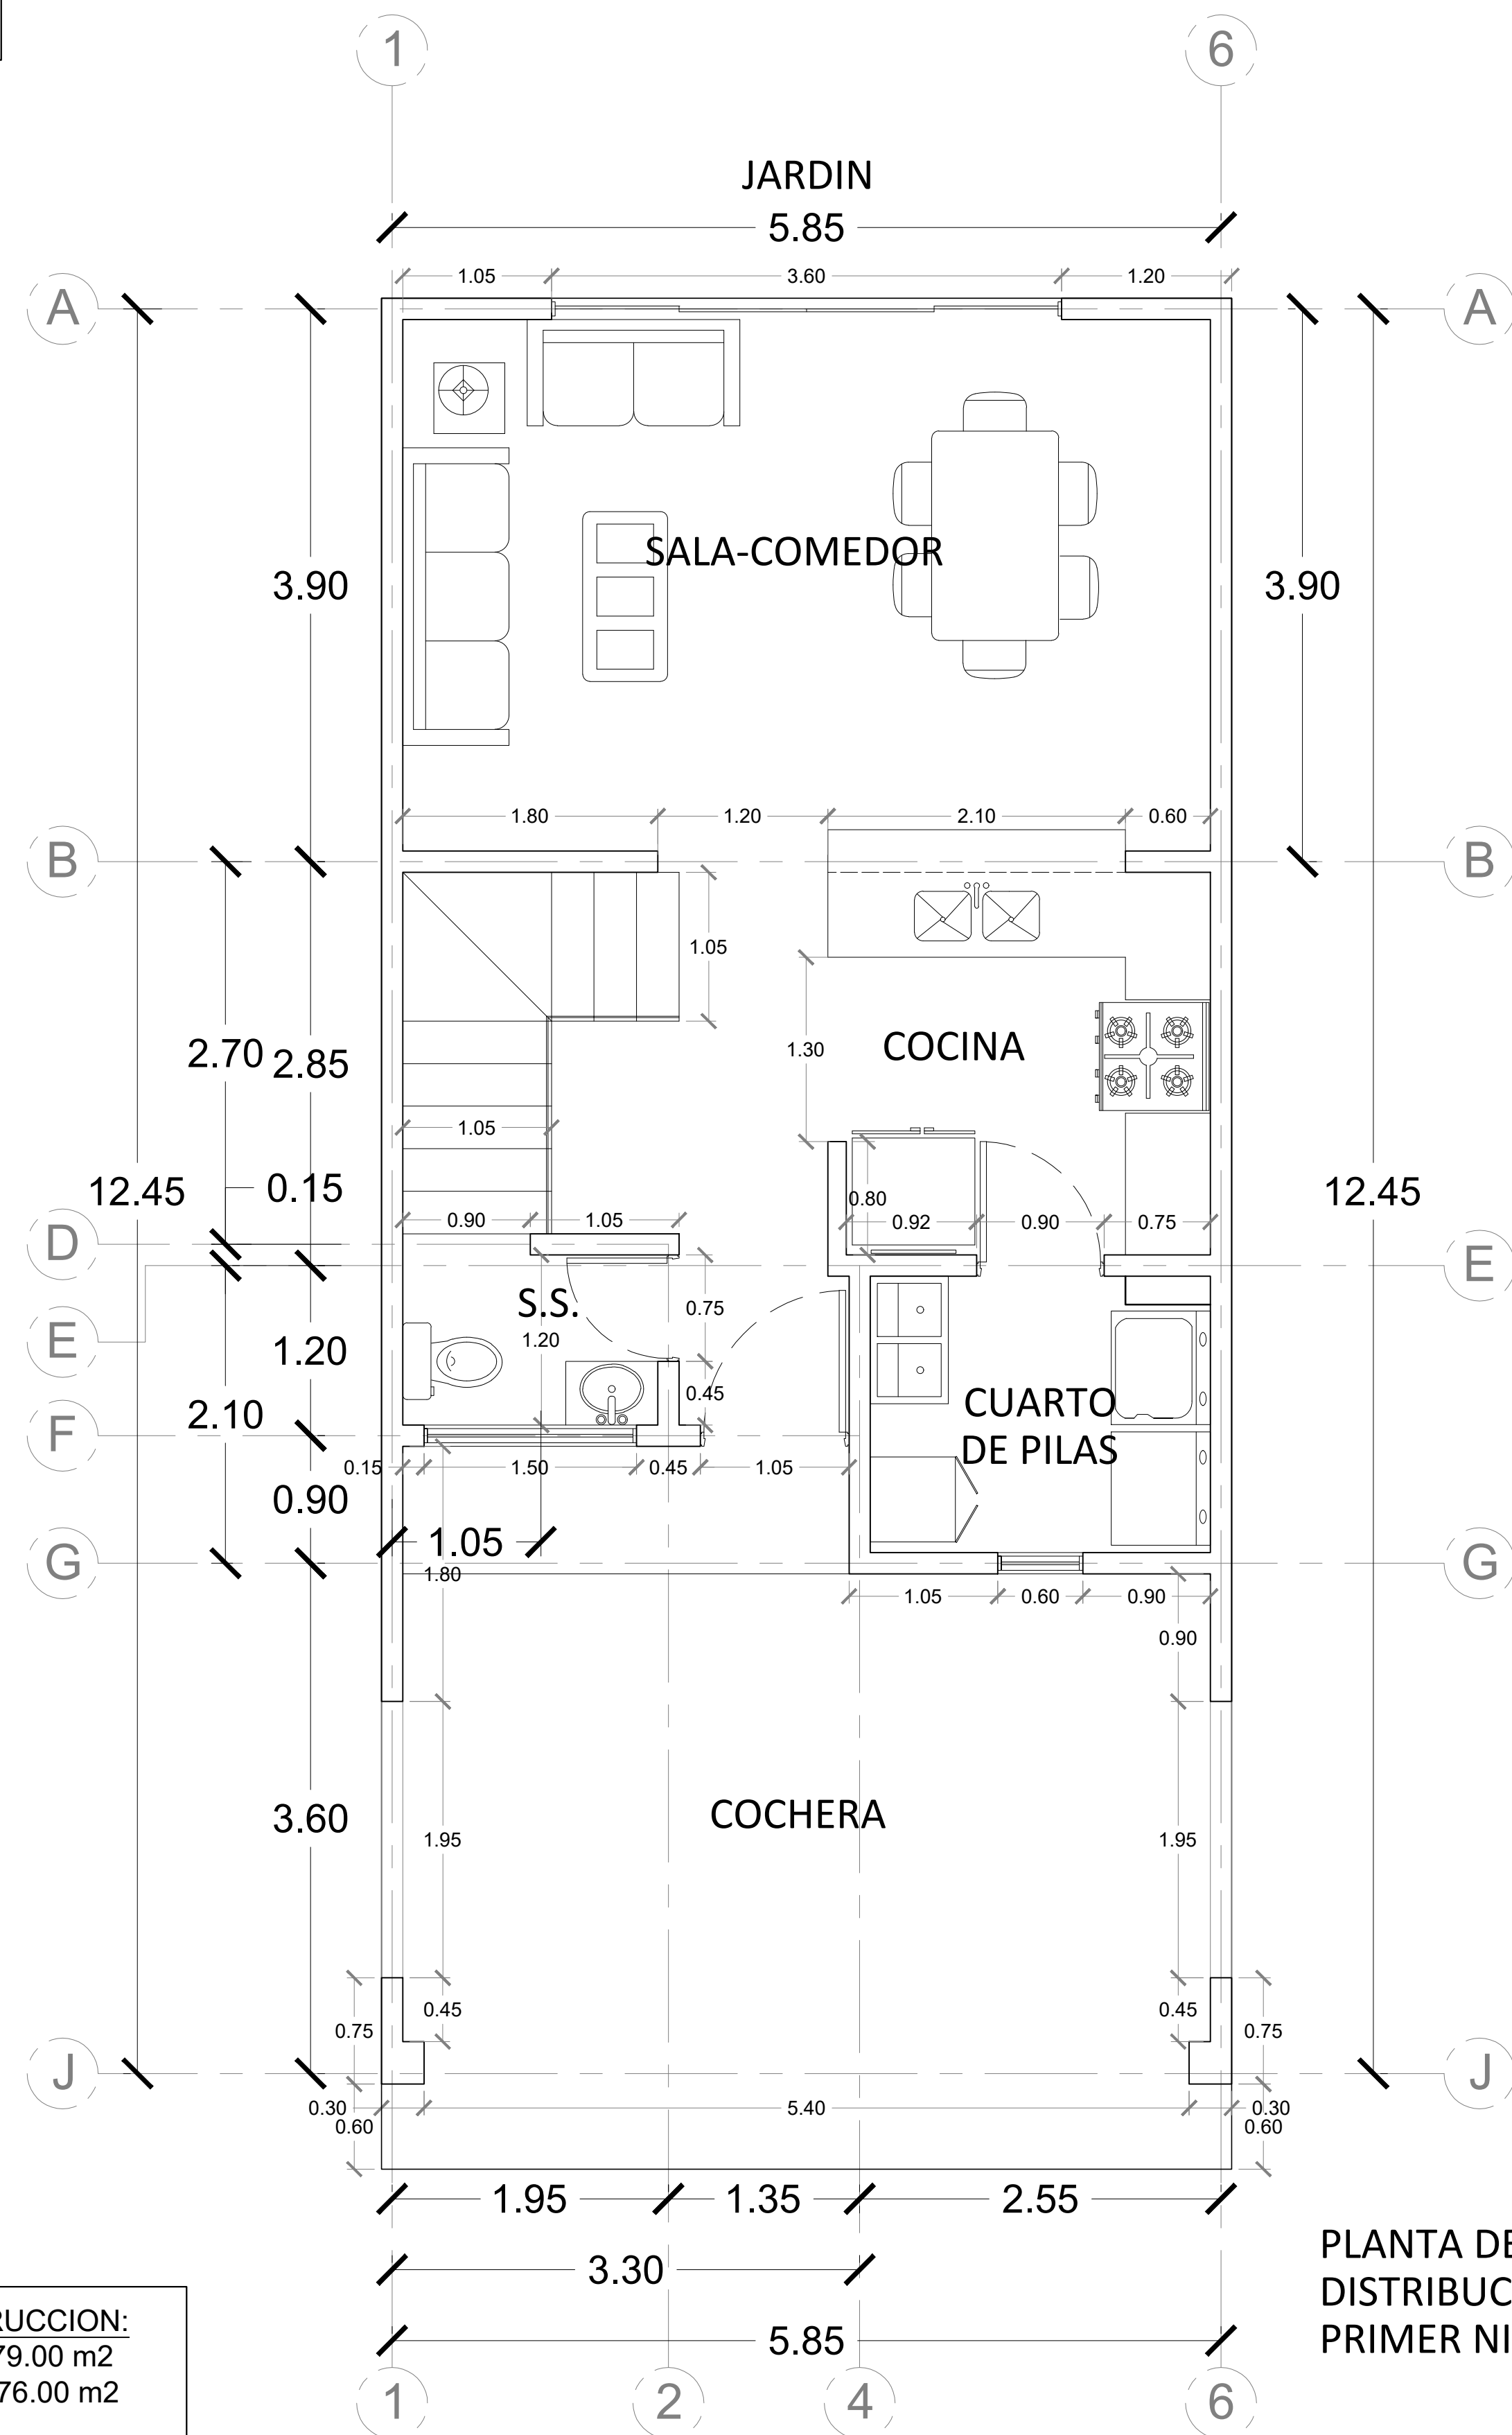 1
6
JARDIN
5.85
1.05
3.60
1.20
A
A
SALA-COMEDOR
3.90
3.90
1.80
1.20
2.10
0.60
B
B
1.05
COCINA
1.30
2.70
2.85
1.05
12.45
0.15
12.45
0.80
0.90
1.05
0.92
0.90
0.75
D
E
S.S.
0.75
1.20
E
1.20
0.45
CUARTO
DE PILAS
2.10
F
0.15
1.50
0.45
1.05
0.90
1.05
G
G
1.80
1.05
0.60
0.90
0.90
COCHERA
3.60
1.95
1.95
0.45
0.45
0.75
0.75
J
J
0.30
5.40
0.30
0.60
0.60
1.95
1.35
2.55
3.30
5.85
PLANTA DE
DISTRIBUC
PRIMER NI
RUCCION:
79.00 m2
76.00 m2
1
2
4
6